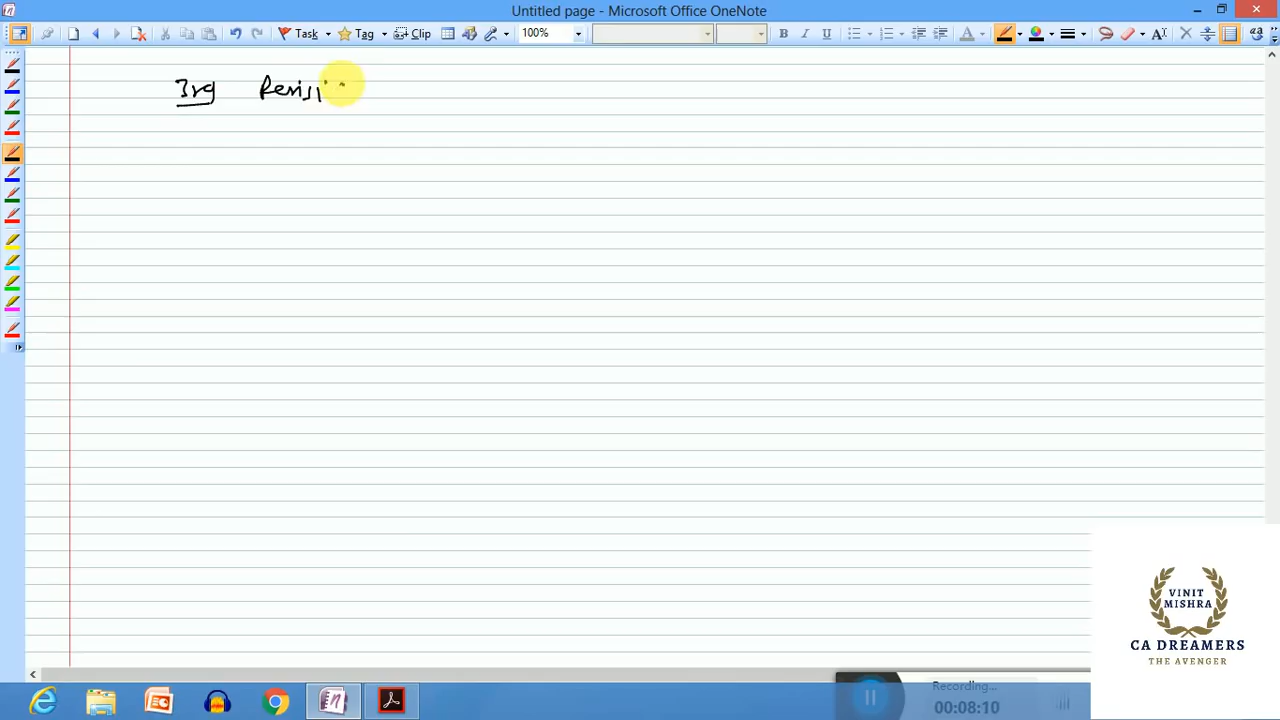 Untitled page - Microsoft Office OneNote
Task Tag Clip 100%
3rd Revisi
VINIT
MISHRA
CA DREAMERS
THE AVENGER
Recording...
00:08:10